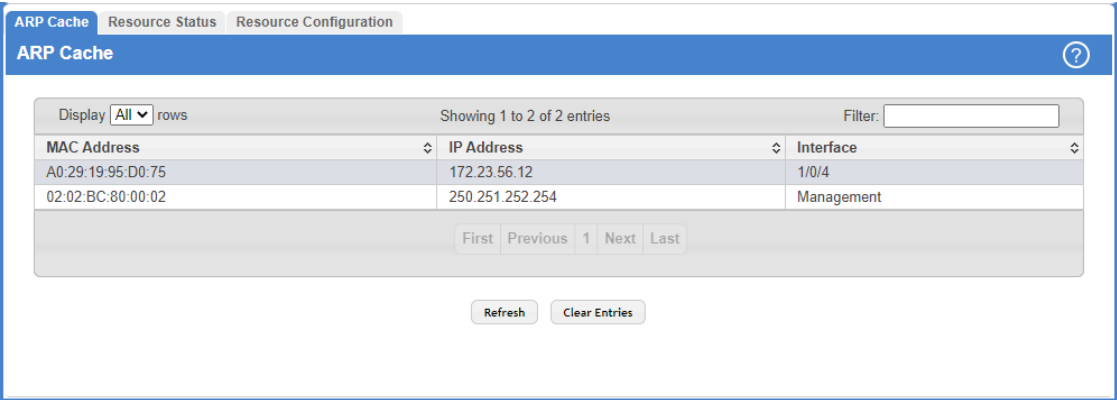 ARP Cache Resource Status Resource Configuration
ARP Cache
?
Display All rows Showing 1 to 2 of 2 entries Filter:
MAC Address IP Address Interface
A0:29:19:95:D0:75 172.23.56.12 1/0/4
02:02:BC:80:00:02 250.251.252.254 Management
First Previous 1 Next Last
Refresh Clear Entries